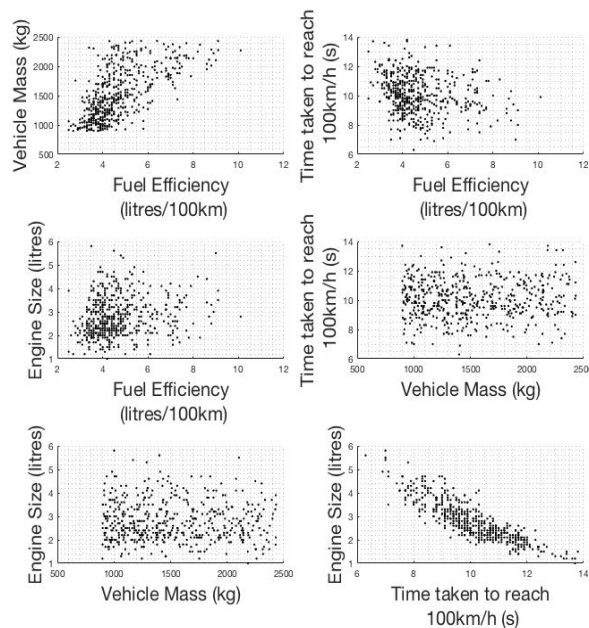 Vehicle Mass (kg)
2500
2000
1500
1000
500
2 4 6 8 10 12
Fuel Efficiency
(litres/100km)
Time taken to reach
100km/h (s)
14
12
10
8
6
2 4 6 8 10 12
Fuel Efficiency
(litres/100km)
Engine Size (litres)
6
5
4
3
2
1
2 4 6 8 10 12
Fuel Efficiency
(litres/100km)
Time taken to reach
100km/h (s)
14
12
10
8
6
500 1000 1500 2000 2500
Vehicle Mass (kg)
Engine Size (litres)
6
5
4
3
2
1
500 1000 1500 2000 2500
Vehicle Mass (kg)
Engine Size (litres)
6
5
4
3
2
1
6 8 10 12 14
Time taken to reach
100km/h (s)